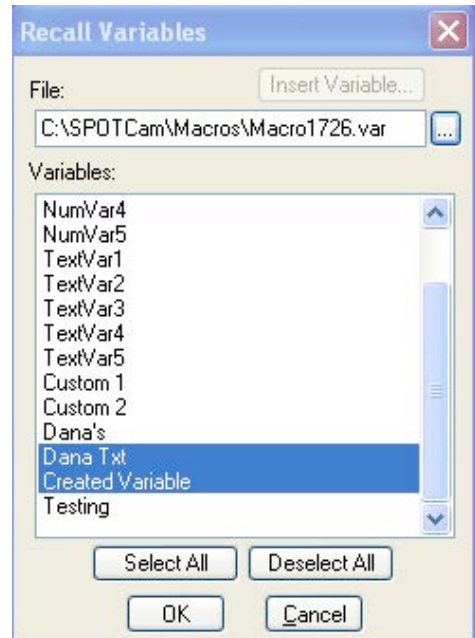 Recall Variables
File:
Insert Variable...
C:\SPOTCam\Macros\Macro1726.var
...
Variables:
NumVar4
NumVar5
TextVar1
TextVar2
TextVar3
TextVar4
TextVar5
Custom 1
Custom 2
Dana's
Dana Txt
Created Variable
Testing
Select All
Deselect All
OK
Cancel